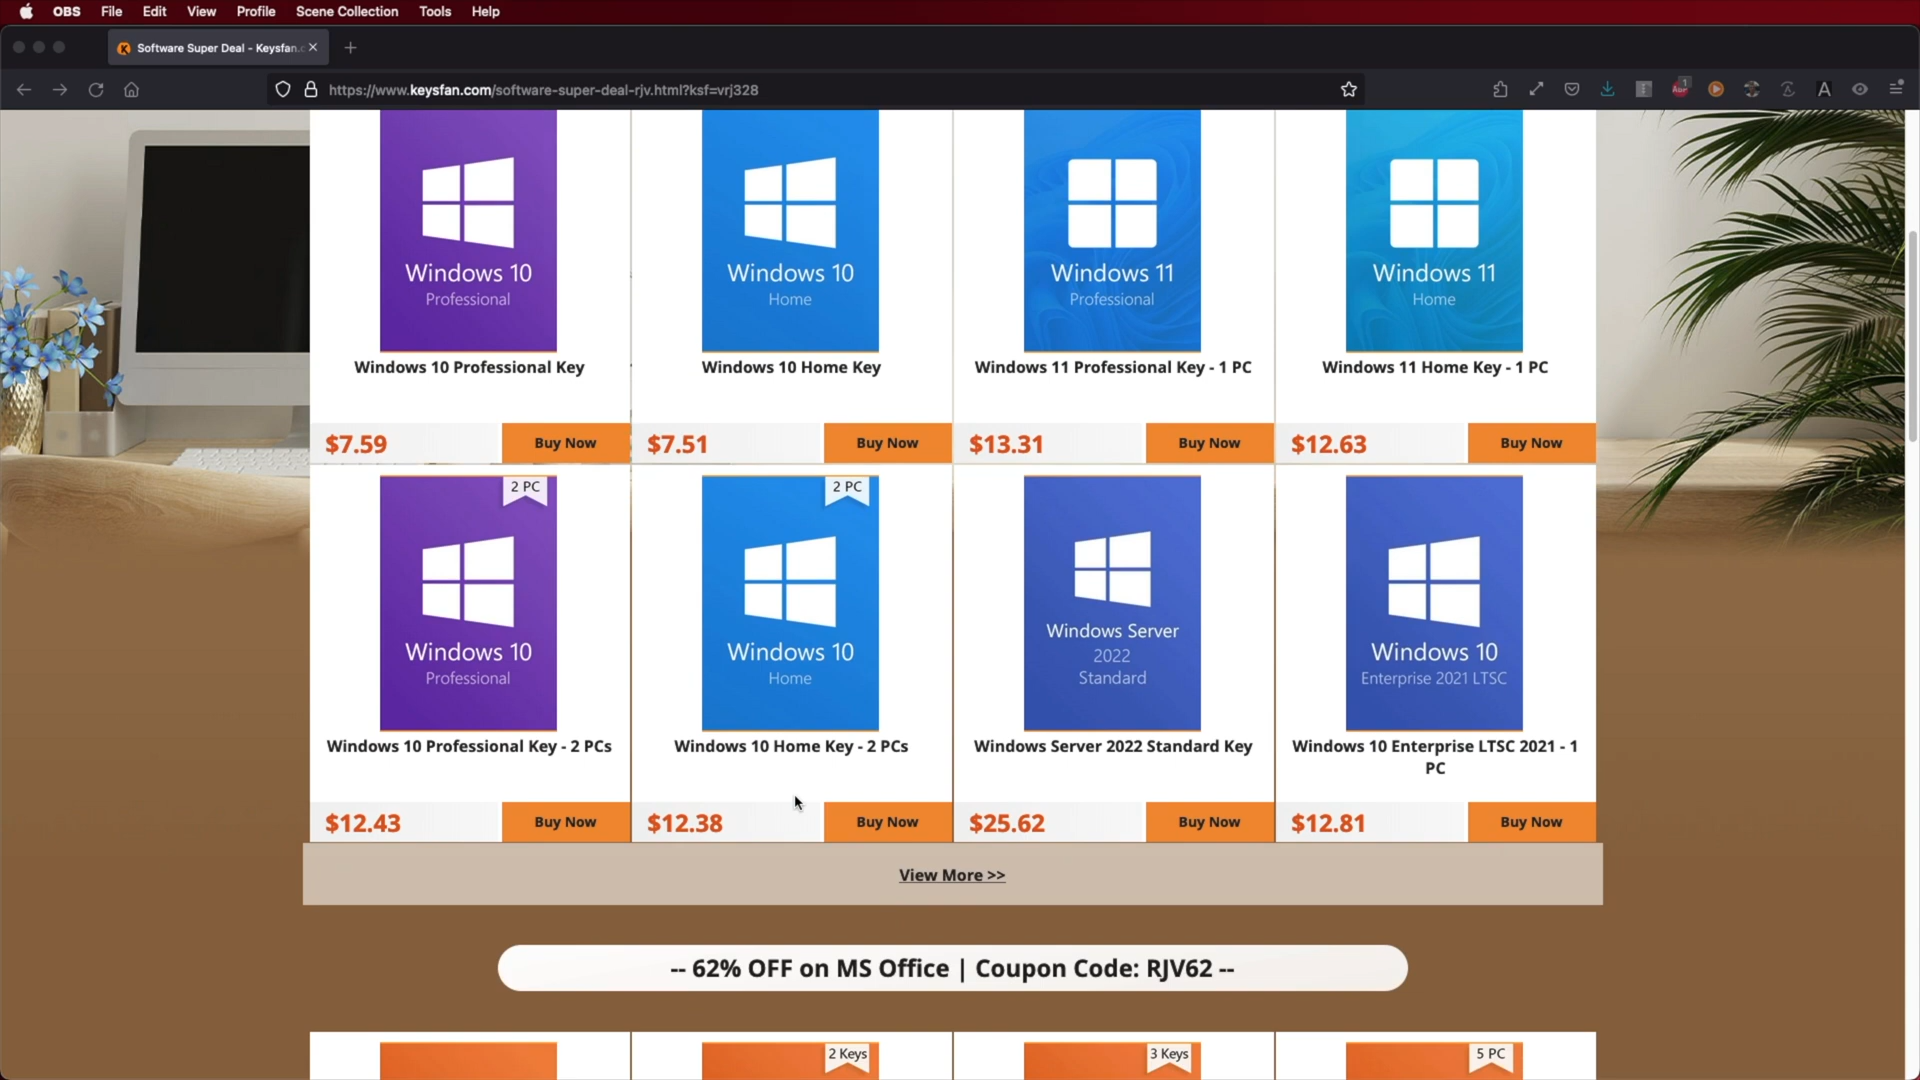 OBS File Edit View Profile Scene Collection Tools Help
Software Super Deal - Keysfan.c
https://www.keysfan.com/software-super-deal-rjv.html?ksf=vrj328
1
A
Windows 10
Professional
Windows 10
Home
Windows 11
Professional
Windows 11
Home
Windows 10 Professional Key
Windows 10 Home Key
Windows 11 Professional Key - 1 PC
Windows 11 Home Key - 1 PC
$7.59 Buy Now
$7.51 Buy Now
$13.31 Buy Now
$12.63 Buy Now
2 PC
Windows 10
Professional
2 PC
Windows 10
Home
Windows Server
2022
Standard
Windows 10
Enterprise 2021 LTSC
Windows 10 Professional Key - 2 PCs
Windows 10 Home Key - 2 PCs
Windows Server 2022 Standard Key
Windows 10 Enterprise LTSC 2021 - 1
PC
$12.43 Buy Now
$12.38 Buy Now
$25.62 Buy Now
$12.81 Buy Now
View More >>
-- 62% OFF on MS Office | Coupon Code: RJV62 --
2 Keys
3 Keys
5 PC